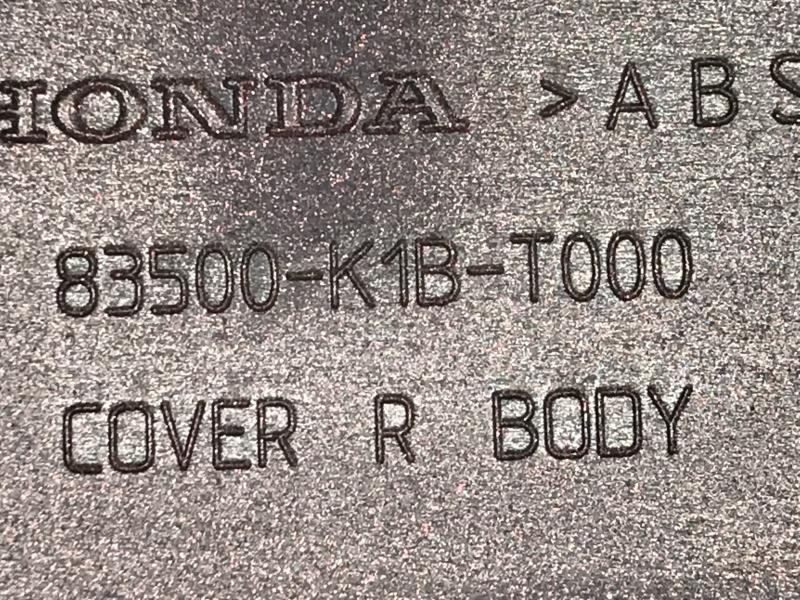 HONDA >ABS
83500-K1B-T000
COVER R BODY